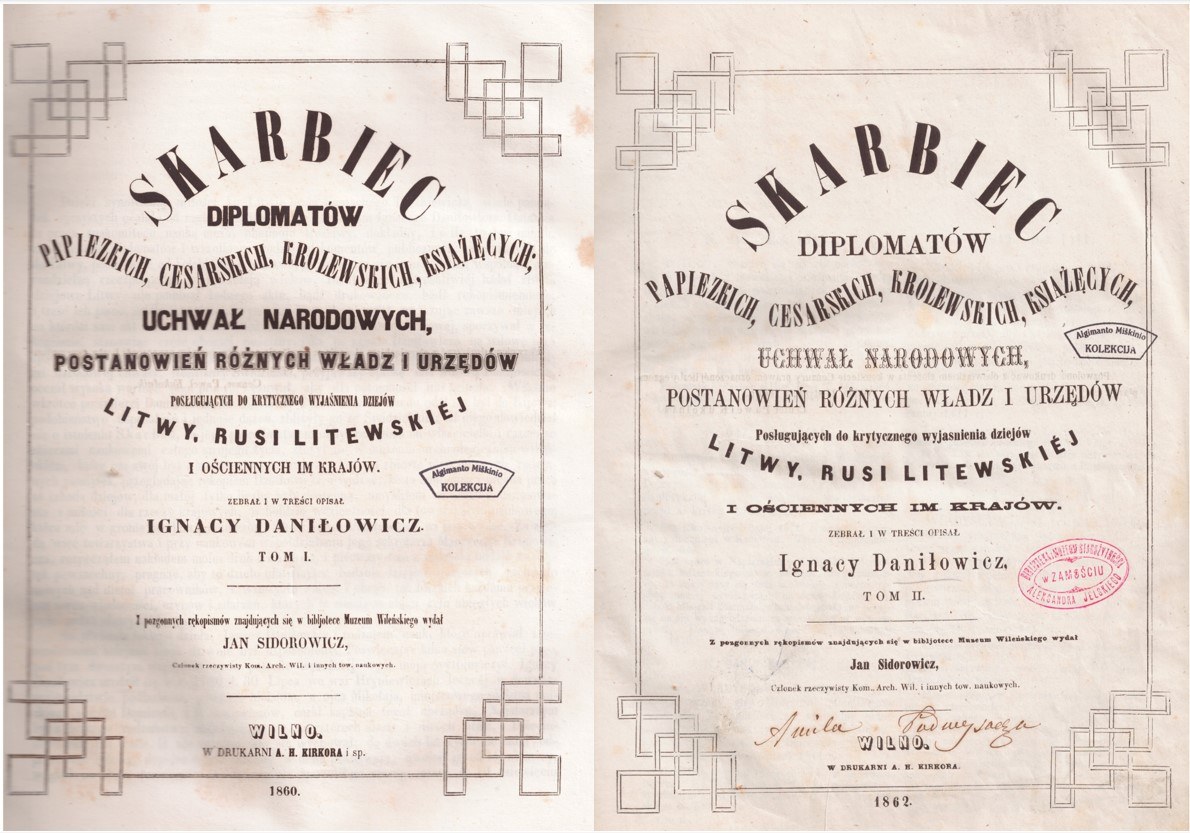 SKARBIEC
DIPLOMATÓW
PAPIEZKICH, CESARSKICH, KROLEWSKICH, KSIĄŻĘCYCH;
UCHWAŁ NARODOWYCH,
POSTANOWIEŃ RÓŻNYCH WŁADZ I URZĘDÓW
POSŁUGUJĄCYCH DO KRYTYCZNEGO WYJAŚNIENIA DZIEJÓW
LITWY, RUSI LITEWSKIÉJ
I OŚCIENNYCH IM KRAJÓW.
Algimanto Miškinio
KOLEKCIJA
ZEBRAŁ I W TREŚCI OPISAŁ
IGNACY DANIŁOWICZ.
TOM I.
Z pozgonnych rękopismów znajdujących się w bibljotece Muzeum Wileńskiego wydał
JAN SIDOROWICZ,
Członek rzeczywisty Kom. Arch. Wil. i innych tow. naukowych.
WILNO.
W DRUKARNI A. H. KIRKORA i sp.
1860.
SKARBIEC
DIPLOMATÓW
PAPIEZKICH, CESARSKICH, KROLEWSKICH, KSIĄŻĘCYCH,
Algimanto Miškinio
KOLEKCIJA
UCHWAŁ NARODOWYCH,
POSTANOWIEŃ RÓŻNYCH WŁADZ I URZĘDÓW
Posługujących do krytycznego wyjasnienia dziejów
LITWY, RUSI LITEWSKIÉJ
I OŚCIENNYCH IM KRAJÓW.
ZEBRAŁ I W TREŚCI OPISAŁ
Ignacy Daniłowicz,
TOM II.
W ZAMOŚCIU
ALEKSANDRA JELSKIEGO
Z pozgonnych rękopismów znajdujących się w bibljotece Muzeum Wileńskiego wydał
Jan Sidorowicz,
Członek rzeczywisty Kom. Arch. Wil. i innych tow. naukowych.
WILNO.
W DRUKARNI A. H. KIRKORA.
1862.